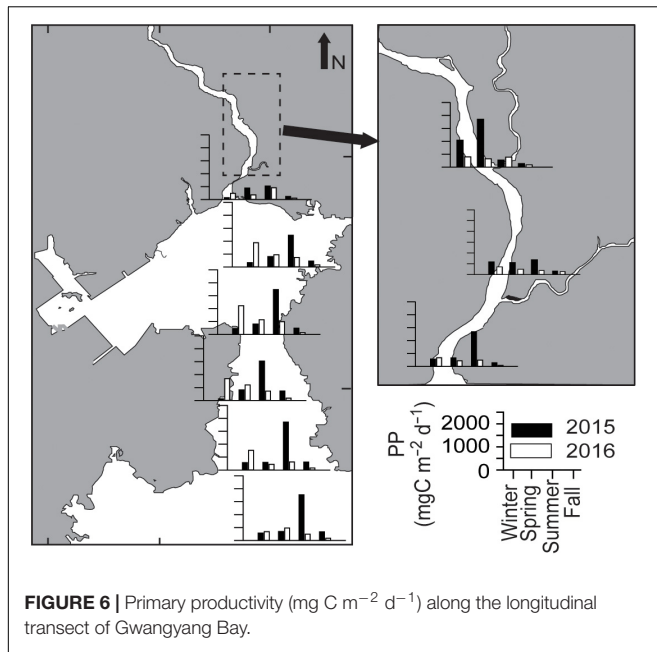 N
PP
(mgC m⁻² d⁻¹)
2000
1000
0
2015
2016
Winter
Spring
Summer
Fall
FIGURE 6 | Primary productivity (mg C m⁻² d⁻¹) along the longitudinal
transect of Gwangyang Bay.